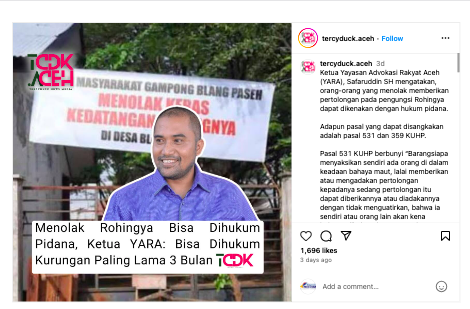 TCDK
ACEH
MASYARAKAT GAMPONG BLANG PASEH
MENOLAK KERAS
KEDATANGAN
DI DESA
Menolak Rohingya Bisa Dihukum
Pidana, Ketua YARA: Bisa Dihukum
Kurungan Paling Lama 3 Bulan TCDK
tercyduck.aceh • Follow
tercyduck.aceh 3d
Ketua Yayasan Advokasi Rakyat Aceh
(YARA), Safaruddin SH mengatakan,
orang-orang yang menolak memberikan
pertolongan pada pengungsi Rohingya
dapat dikenakan dengan hukum pidana.
Adapun pasal yang dapat disangkakan
adalah pasal 531 dan 359 KUHP.
Pasal 531 KUHP berbunyi “Barangsiapa
menyaksikan sendiri ada orang di dalam
keadaan bahaya maut, lalai memberikan
atau mengadakan pertolongan
kepadanya sedang pertolongan itu
dapat diberikannya atau diadakannya
dengan tidak menguatirkan, bahwa ia
sendiri atau orang lain akan kena
1,696 likes
3 days ago
Add a comment...